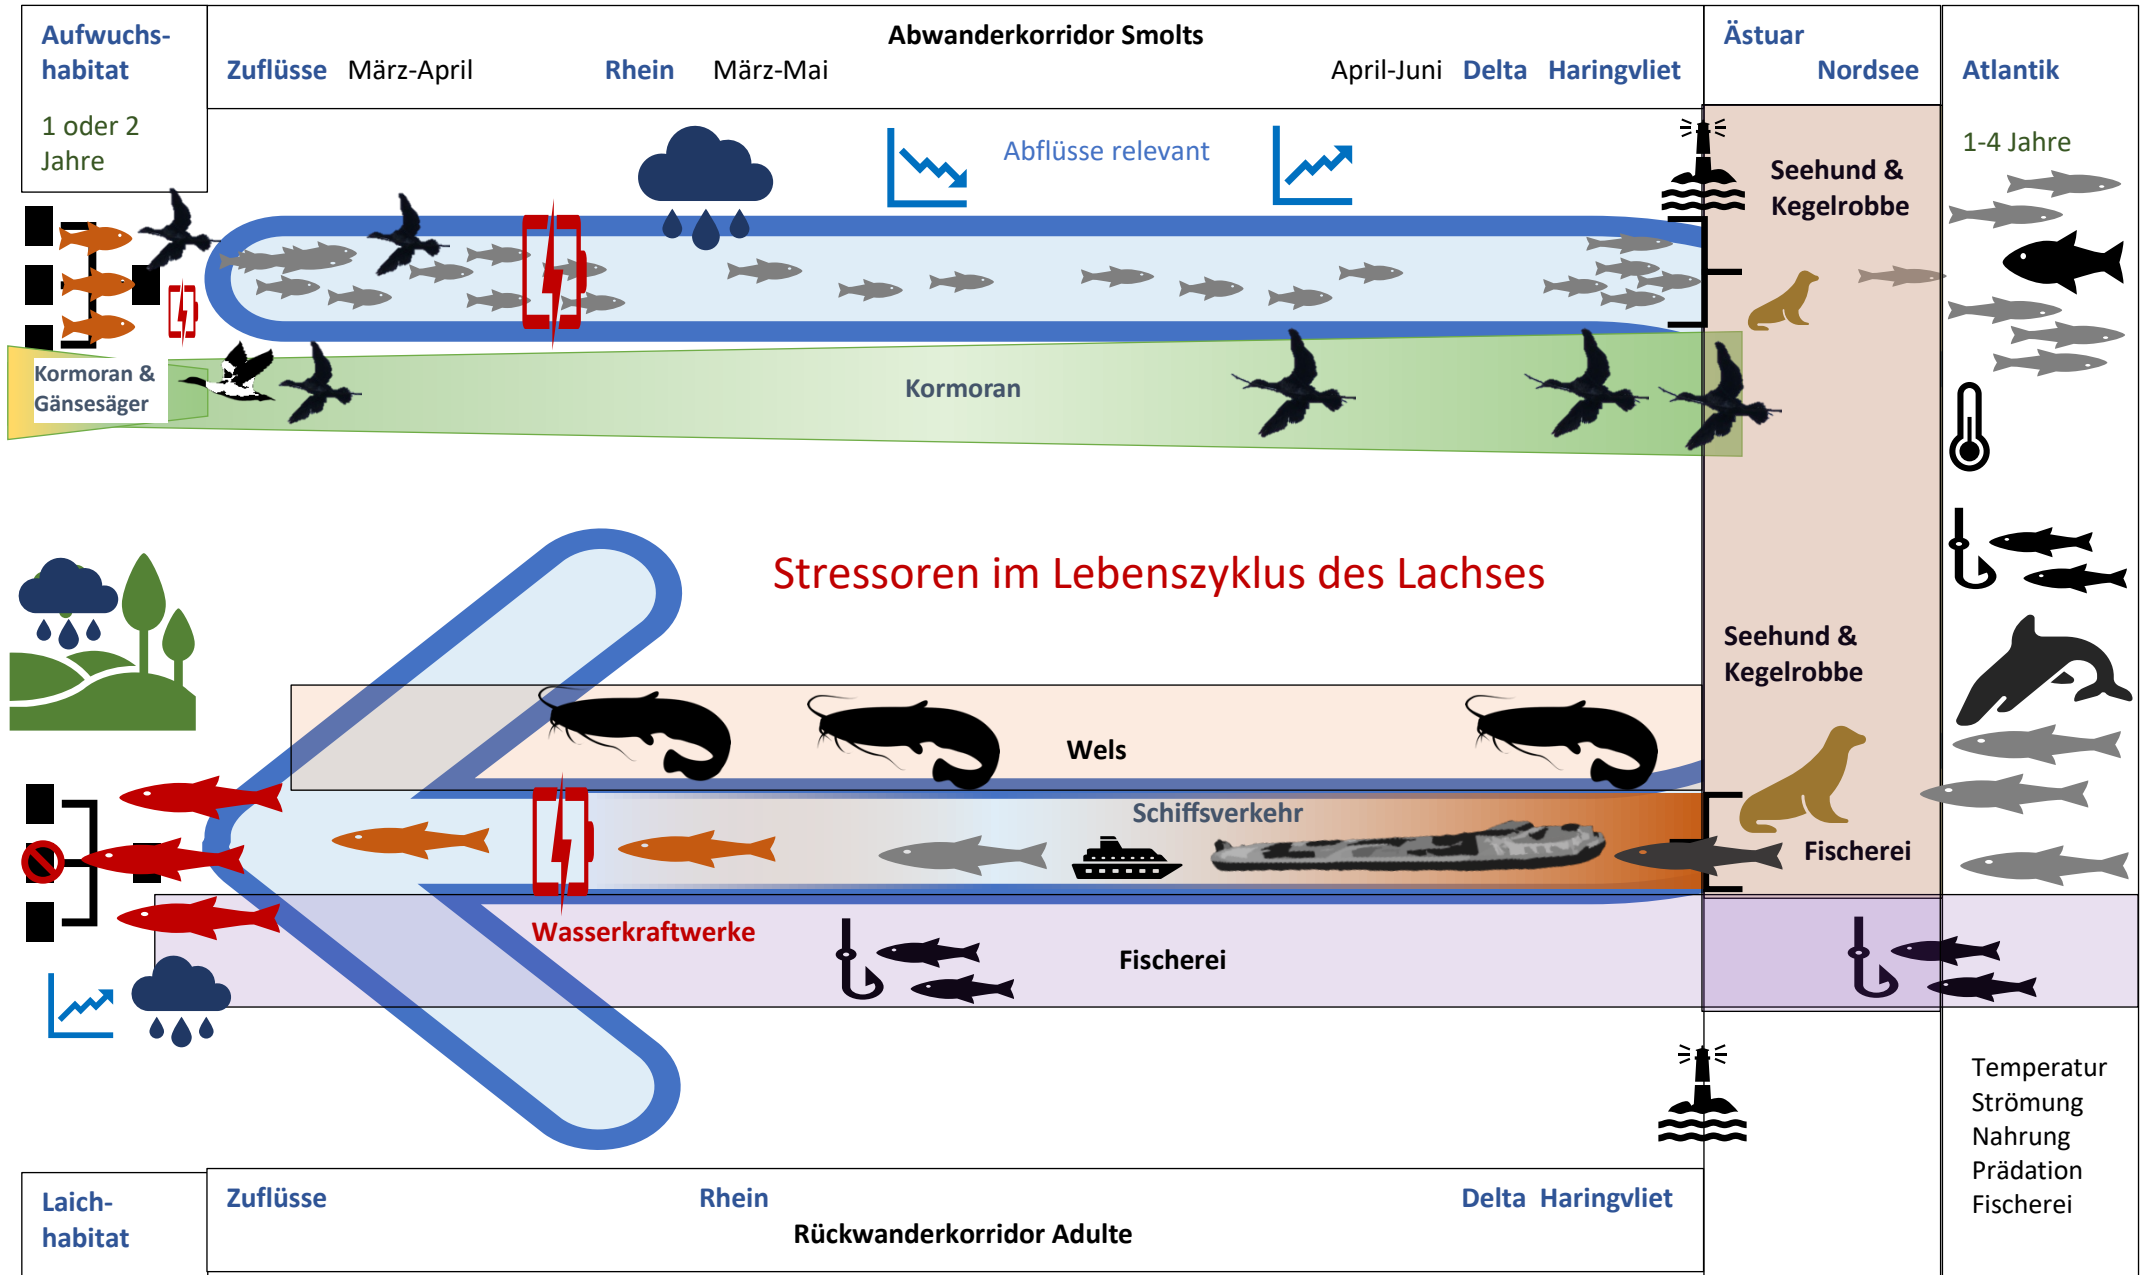 Aufwuchs-
habitat
1 oder 2
Jahre
Abwanderkorridor Smolts
Zuflüsse März-April Rhein März-Mai April-Juni Delta Haringvliet
Ästuar
Nordsee
Atlantik
1-4 Jahre
Abflüsse relevant
Seehund &
Kegelrobbe
Kormoran &
Gänsesäger
Kormoran
Stressoren im Lebenszyklus des Lachses
Seehund &
Kegelrobbe
Wels
Schiffsverkehr
Fischerei
Wasserkraftwerke
Fischerei
Temperatur
Strömung
Nahrung
Prädation
Fischerei
Laich-
habitat
Zuflüsse Rhein Delta Haringvliet
Rückwanderkorridor Adulte